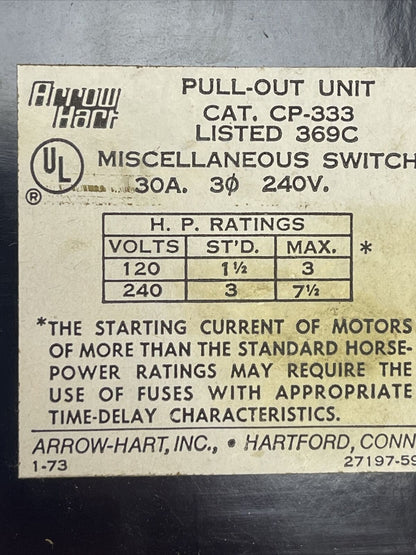 Arrow Hart
PULL-OUT UNIT
CAT. CP-333
LISTED 369C
UL
®
MISCELLANEOUS SWITCH
30A. 3ϕ 240V.
H. P. RATINGS
VOLTS ST'D. MAX. *
120 1½ 3
240 3 7½
*THE STARTING CURRENT OF MOTORS
OF MORE THAN THE STANDARD HORSE-
POWER RATINGS MAY REQUIRE THE
USE OF FUSES WITH APPROPRIATE
TIME-DELAY CHARACTERISTICS.
ARROW-HART, INC., • HARTFORD, CONN
1-73 27197-59